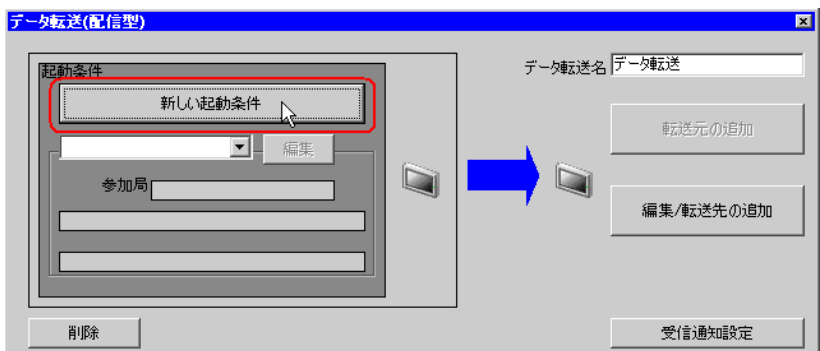 データ転送(配信型)
起動条件
新しい起動条件
編集
参加局
データ転送名 データ転送
転送元の追加
編集/転送先の追加
削除
受信通知設定